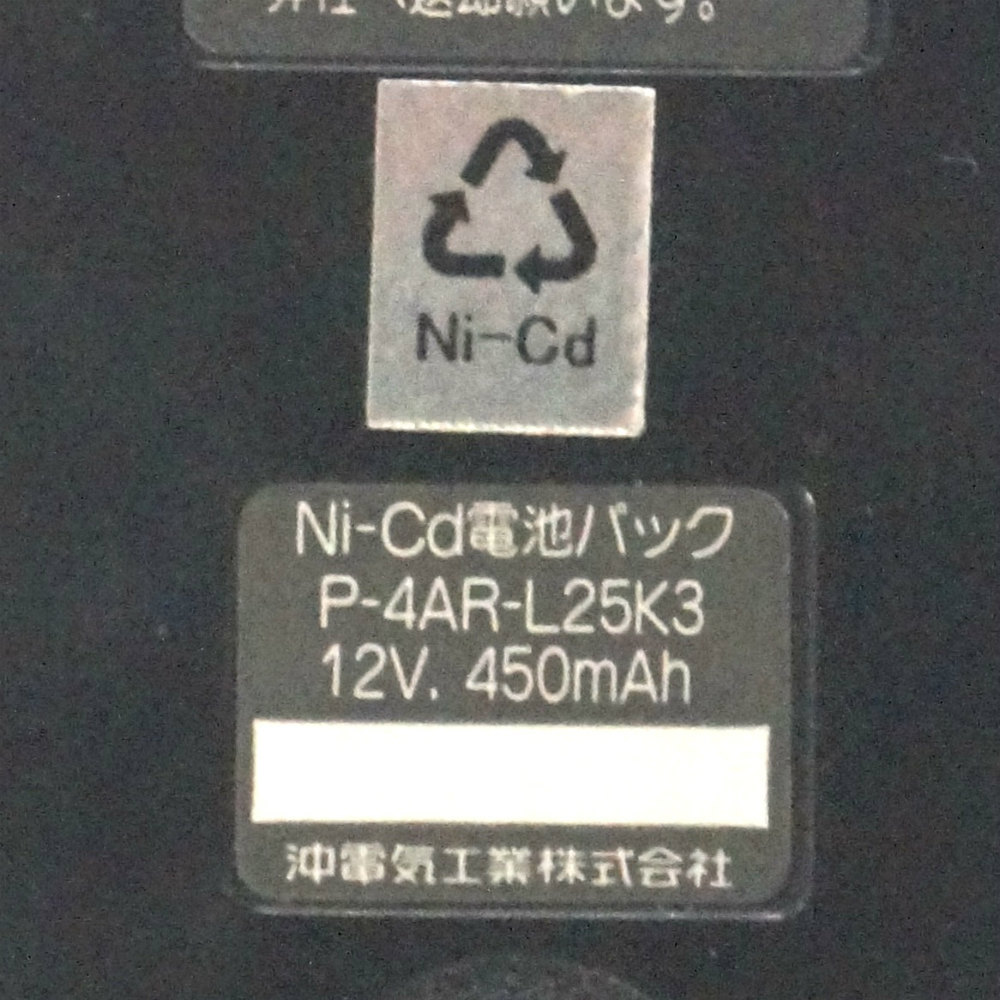 Ni-Cd
Ni-Cd電池パック
P-4AR-L25K3
12V, 450mAh
沖電気工業株式会社